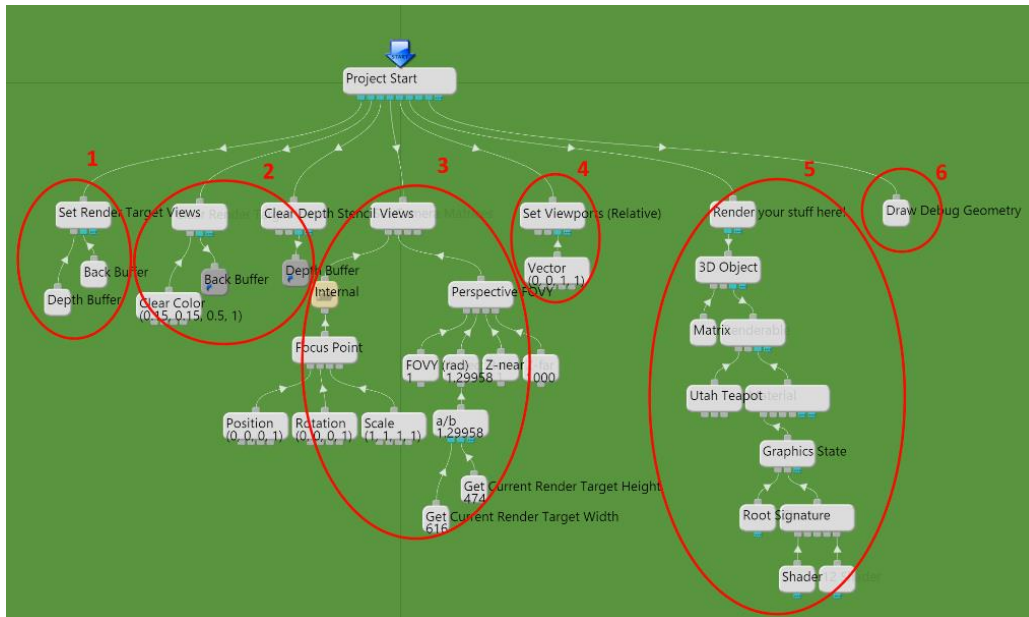 START
Project Start
1
2
3
4
5
6
Set Render Target Views
Clear Depth Stencil Views
Set Viewports (Relative)
Render your stuff here!
Draw Debug Geometry
Back Buffer
Depth Buffer
Clear Color
(0.15, 0.15, 0.5, 1)
Back Buffer
Depth Buffer
Internal
Focus Point
Position
(0, 0, 0, 1)
Rotation
(0, 0, 0, 1)
Scale
(1, 1, 1, 1)
Perspective FOVY
FOVY (rad)
1
1.29958
Z-near
Z-far
1000
a/b
1.29958
Get Current Render Target Height
474
Get Current Render Target Width
616
Vector
(0, 0, 1, 1)
3D Object
Matrix
Renderable
Utah Teapot
Material
Graphics State
Root Signature
Shader